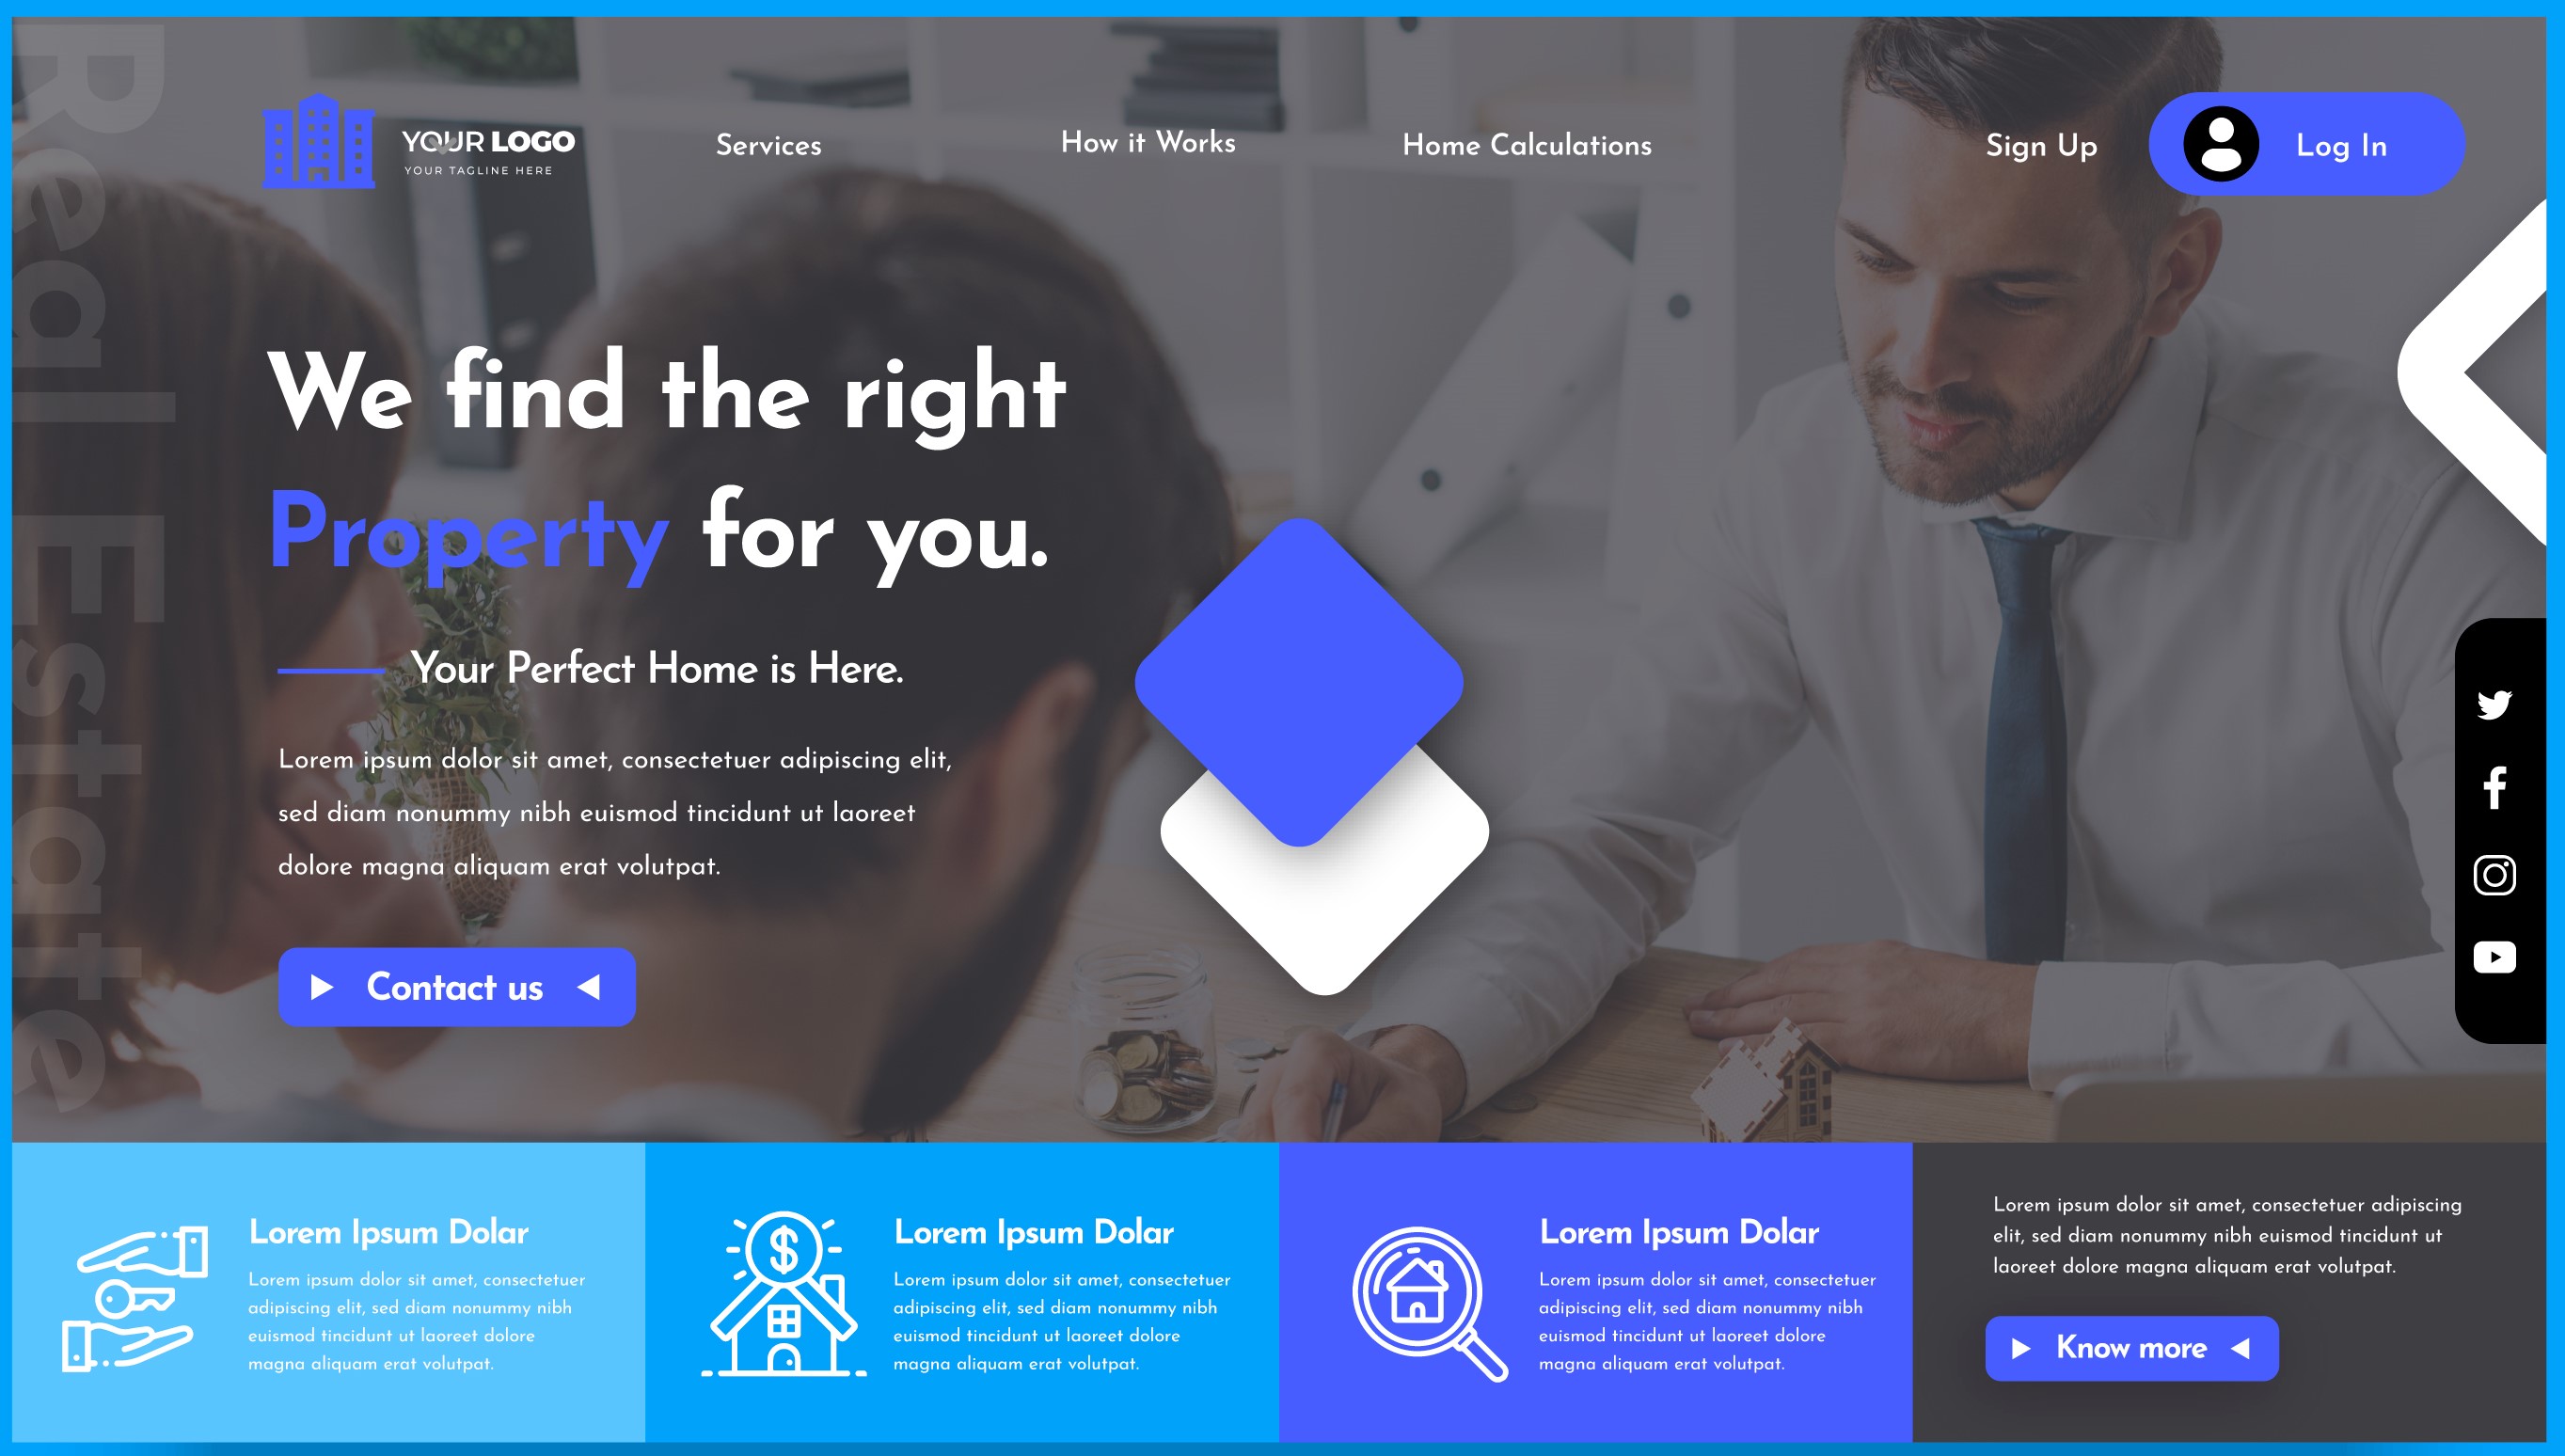 YOUR LOGO
YOUR TAGLINE HERE
Services
How it Works
Home Calculations
Sign Up
Log In
Real Estate
We find the right
Property for you.
Your Perfect Home is Here.
Lorem ipsum dolor sit amet, consectetuer adipiscing elit,
sed diam nonummy nibh euismod tincidunt ut laoreet
dolore magna aliquam erat volutpat.
Contact us
Lorem Ipsum Dolar
Lorem ipsum dolor sit amet, consectetuer
adipiscing elit, sed diam nonummy nibh
euismod tincidunt ut laoreet dolore
magna aliquam erat volutpat.
Lorem Ipsum Dolar
Lorem ipsum dolor sit amet, consectetuer
adipiscing elit, sed diam nonummy nibh
euismod tincidunt ut laoreet dolore
magna aliquam erat volutpat.
Lorem Ipsum Dolar
Lorem ipsum dolor sit amet, consectetuer
adipiscing elit, sed diam nonummy nibh
euismod tincidunt ut laoreet dolore
magna aliquam erat volutpat.
Lorem ipsum dolor sit amet, consectetuer adipiscing
elit, sed diam nonummy nibh euismod tincidunt ut
laoreet dolore magna aliquam erat volutpat.
Know more